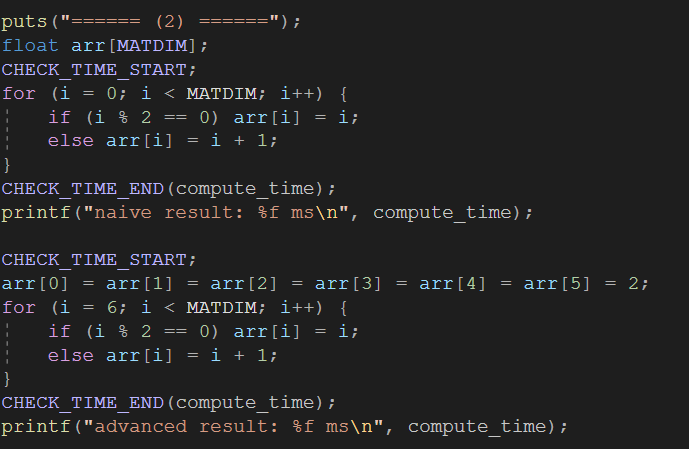 puts("====== (2) ======");
float arr[MATDIM];
CHECK_TIME_START;
for (i = 0; i < MATDIM; i++) {
if (i % 2 == 0) arr[i] = i;
else arr[i] = i + 1;
}
CHECK_TIME_END(compute_time);
printf("naive result: %f ms\n", compute_time);
CHECK_TIME_START;
arr[0] = arr[1] = arr[2] = arr[3] = arr[4] = arr[5] = 2;
for (i = 6; i < MATDIM; i++) {
if (i % 2 == 0) arr[i] = i;
else arr[i] = i + 1;
}
CHECK_TIME_END(compute_time);
printf("advanced result: %f ms\n", compute_time);